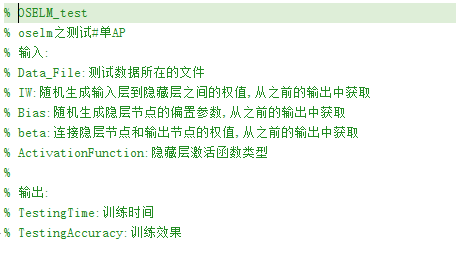 % OSELM_test
% oselm之测试#单AP
% 输入:
% Data_File:测试数据所在的文件
% IW:随机生成输入层到隐藏层之间的权值,从之前的输出中获取
% Bias:随机生成隐层节点的偏置参数,从之前的输出中获取
% beta:连接隐层节点和输出节点的权值,从之前的输出中获取
% ActivationFunction:隐藏层激活函数类型
%
% 输出:
% TestingTime:训练时间
% TestingAccuracy:训练效果